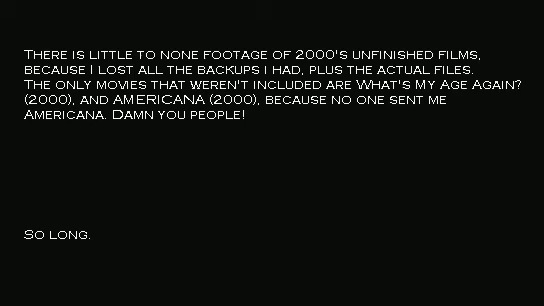 There is little to none footage of 2000's unfinished films,
because I lost all the backups i had, plus the actual files.
The only movies that weren't included are What's My Age Again?
(2000), and AMERICANA (2000), because no one sent me
Americana. Damn you people!
So long.